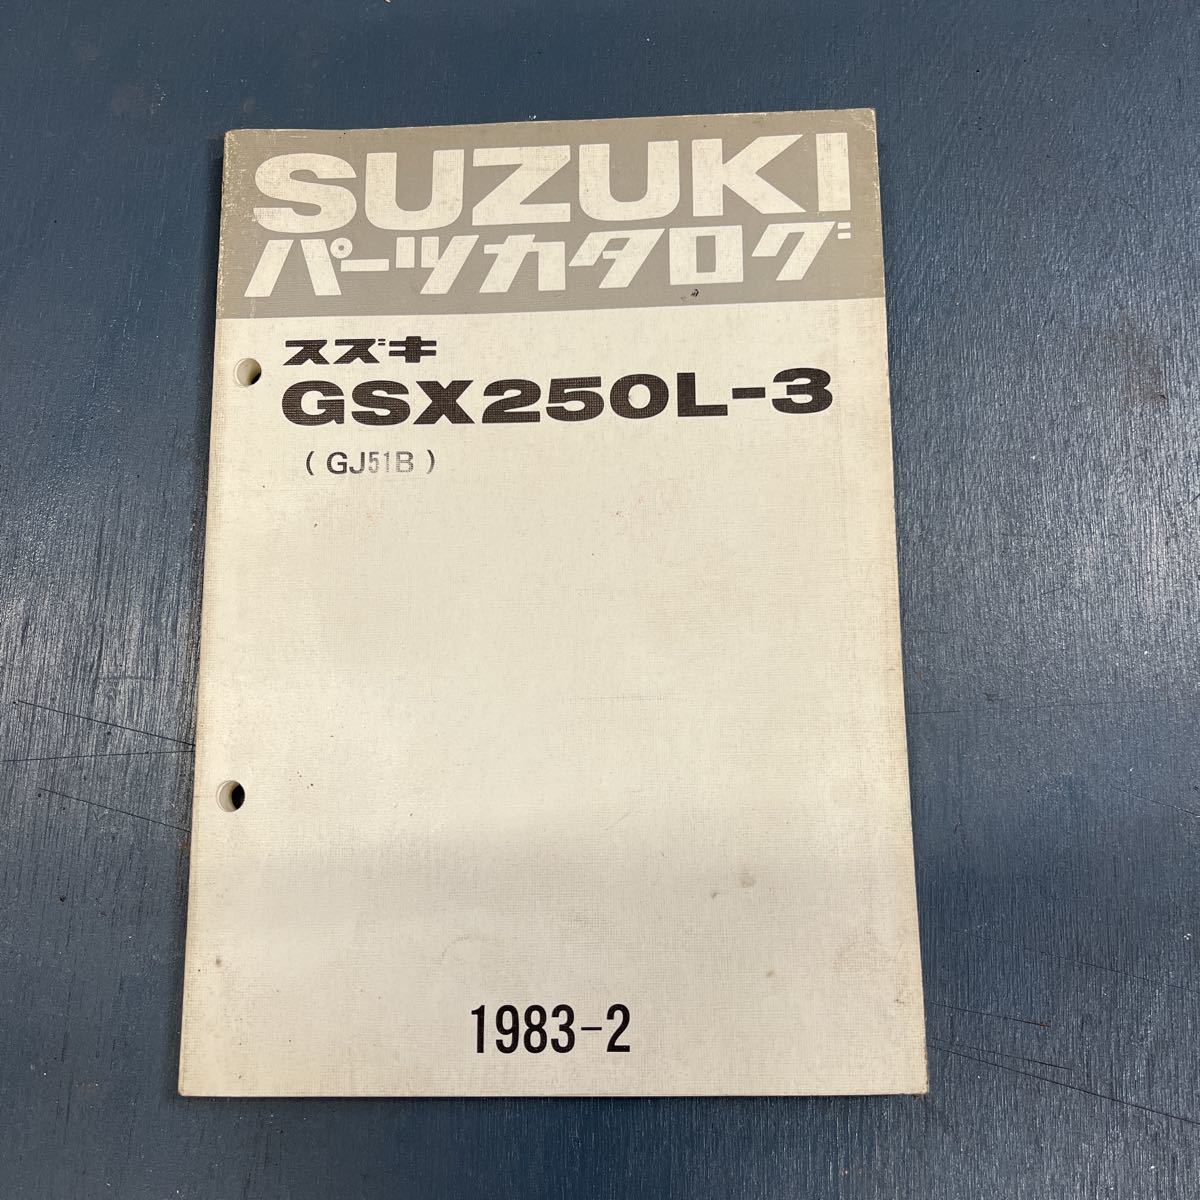 SUZUKI
パーツカタログ
スズキ
GSX250L-3
(GJ51B)
1983-2